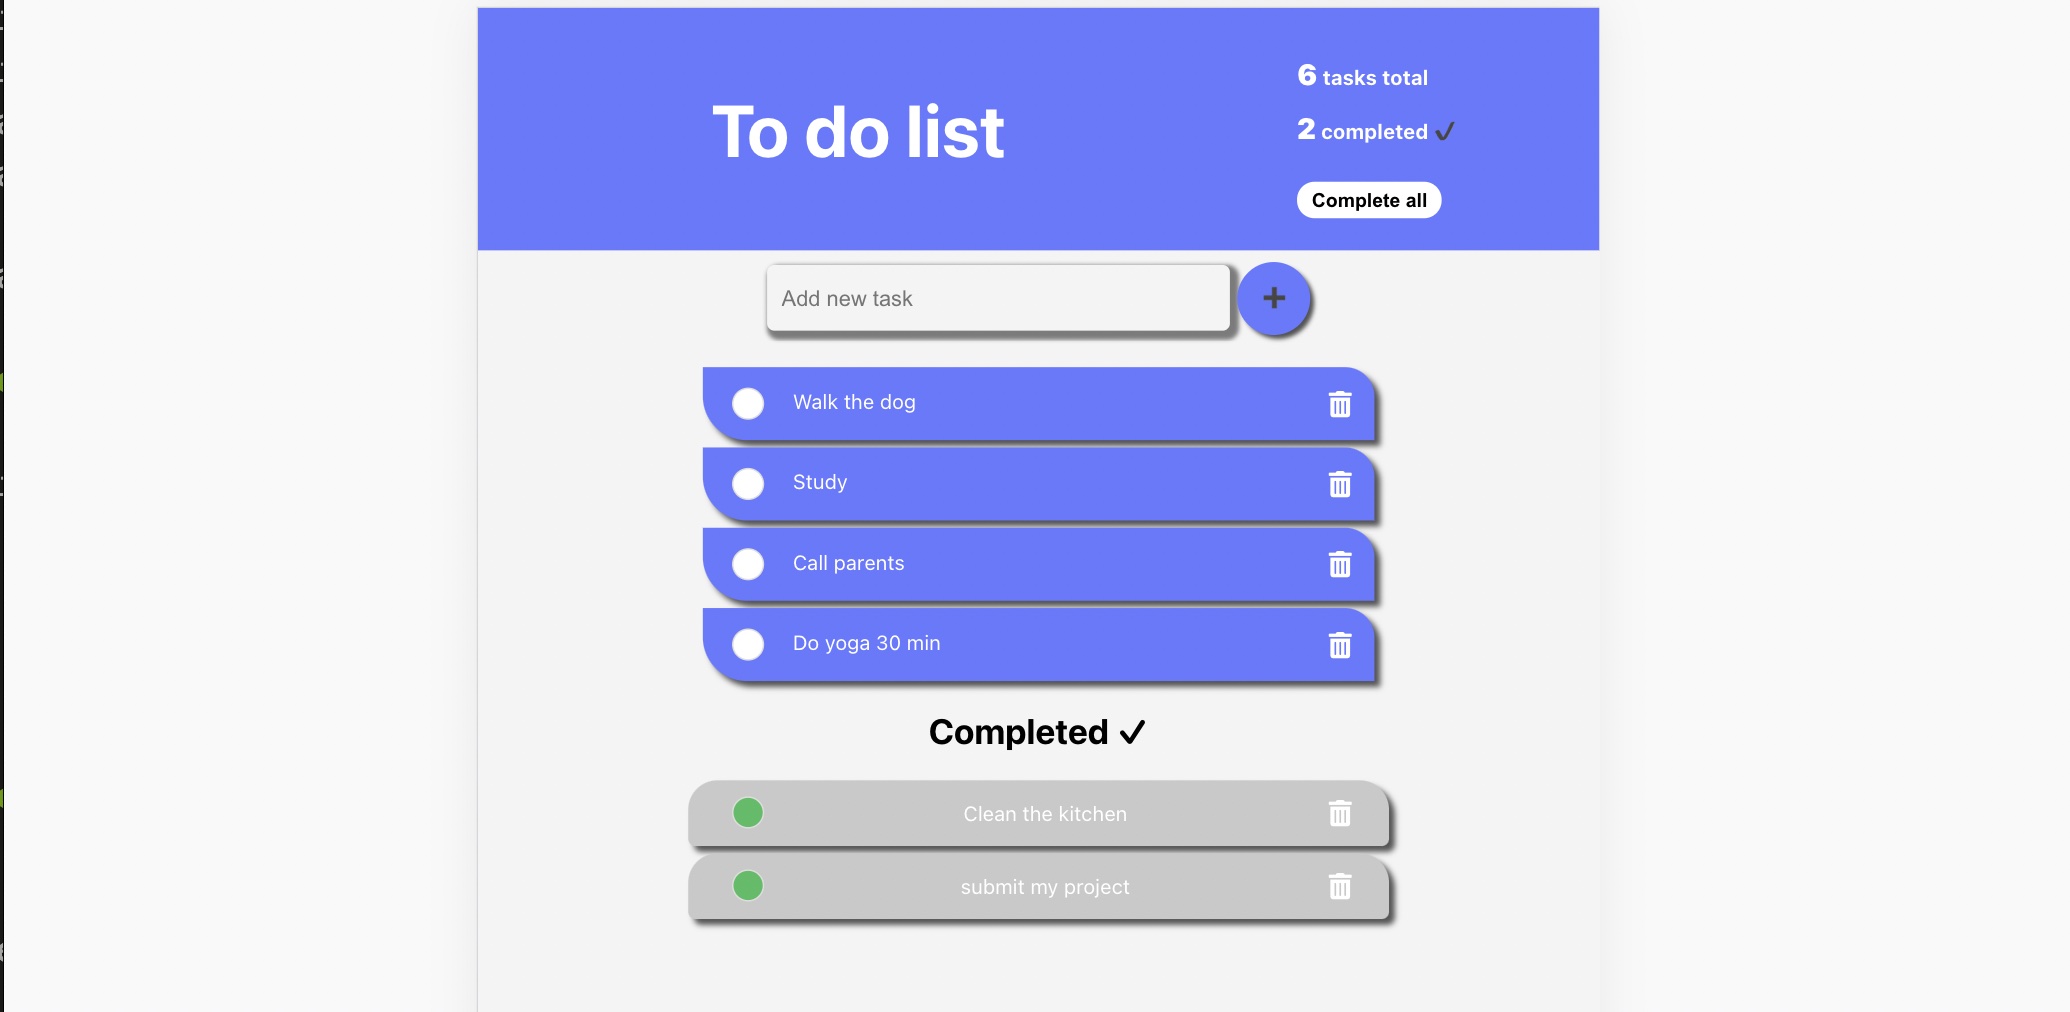 To do list
6 tasks total
2 completed ✓
Complete all
Add new task
+
Walk the dog
Study
Call parents
Do yoga 30 min
Completed ✓
Clean the kitchen
submit my project